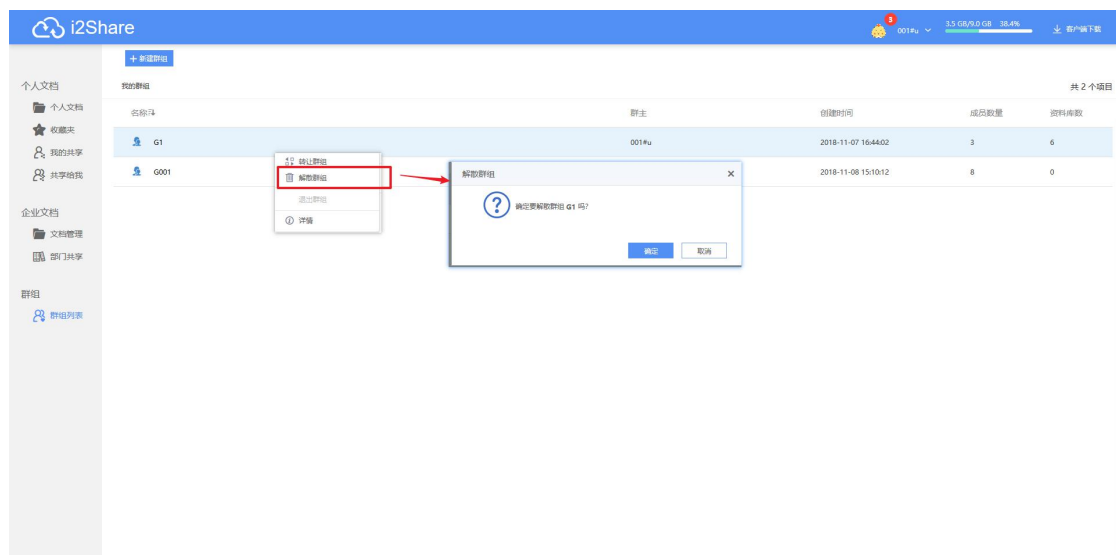 i2Share
3
001#u
3.5 GB/9.0 GB 38.4%
客户端下载
+ 新建群组
个人文档
个人文档
收藏夹
我的共享
共享给我
企业文档
文档管理
部门共享
群组
群组列表
我的群组
共 2 个项目
名称
群主
创建时间
成员数量
资料库数
G1
001#u
2018-11-07 16:44:02
3
6
G001
2018-11-08 15:10:12
8
0
转让群组
解散群组
退出群组
详情
解散群组
×
?
确定要解散群组 G1 吗?
确定
取消